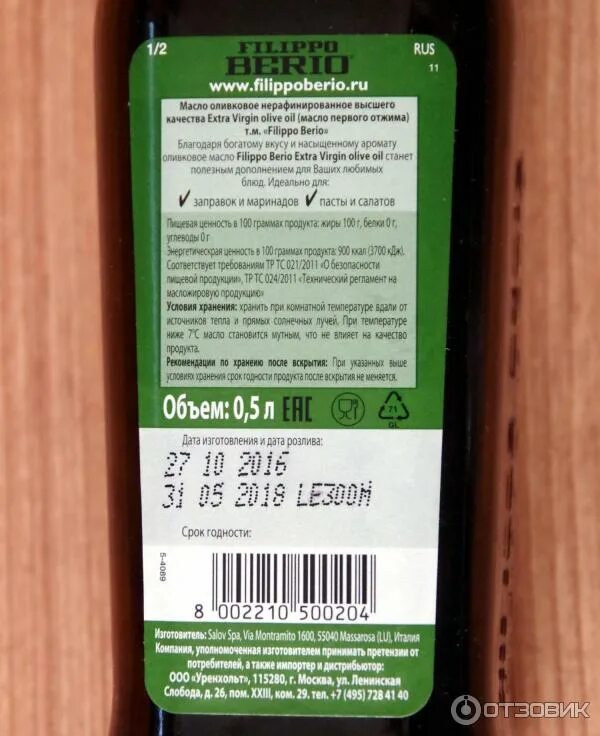 1/2
FILIPPO
BERIO
RUS
11
www.filippoberio.ru
Масло оливковое нерафинированное высшего
качества Extra Virgin olive oil (масло первого отжима)
т.м. «Filippo Berio»
Благодаря богатому вкусу и насыщенному аромату
оливковое масло Filippo Berio Extra Virgin olive oil станет
полезным дополнением для Ваших любимых
блюд. Идеально для:
заправок и маринадов
пасты и салатов
Пищевая ценность в 100 граммах продукта: жиры 100 г, белки 0 г,
углеводы 0 г
Энергетическая ценность в 100 граммах продукта: 900 ккал (3700 кДж).
Соответствует требованиям ТР ТС 021/2011 «О безопасности
пищевой продукции», ТР ТС 024/2011 «Технический регламент на
масложировую продукцию»
Условия хранения: хранить при комнатной температуре вдали от
источников тепла и прямых солнечных лучей. При температуре
ниже 7°С масло становится мутным, что не влияет на качество
продукта.
Рекомендации по хранению после вскрытия: При указанных выше
условиях хранения срок годности продукта после вскрытия не меняется.
Объем: 0,5 л EAC
71
GL
Дата изготовления и дата розлива:
27 10 2016
31 05 2018 LE300M
Срок годности:
5-4089
8 002210 500204
Изготовитель: Salov Spa, Via Montramito 1600, 55040 Massarosa (LU), Италия
Компания, уполномоченная изготовителем принимать претензии от
потребителей, а также импортер и дистрибьютор:
ООО «Уренхольт», 115280, г. Москва, ул. Ленинская
Слобода, д. 26, пом. XXIII, ком. 29. тел. +7 (495) 728 41 40
ОТЗОВИК